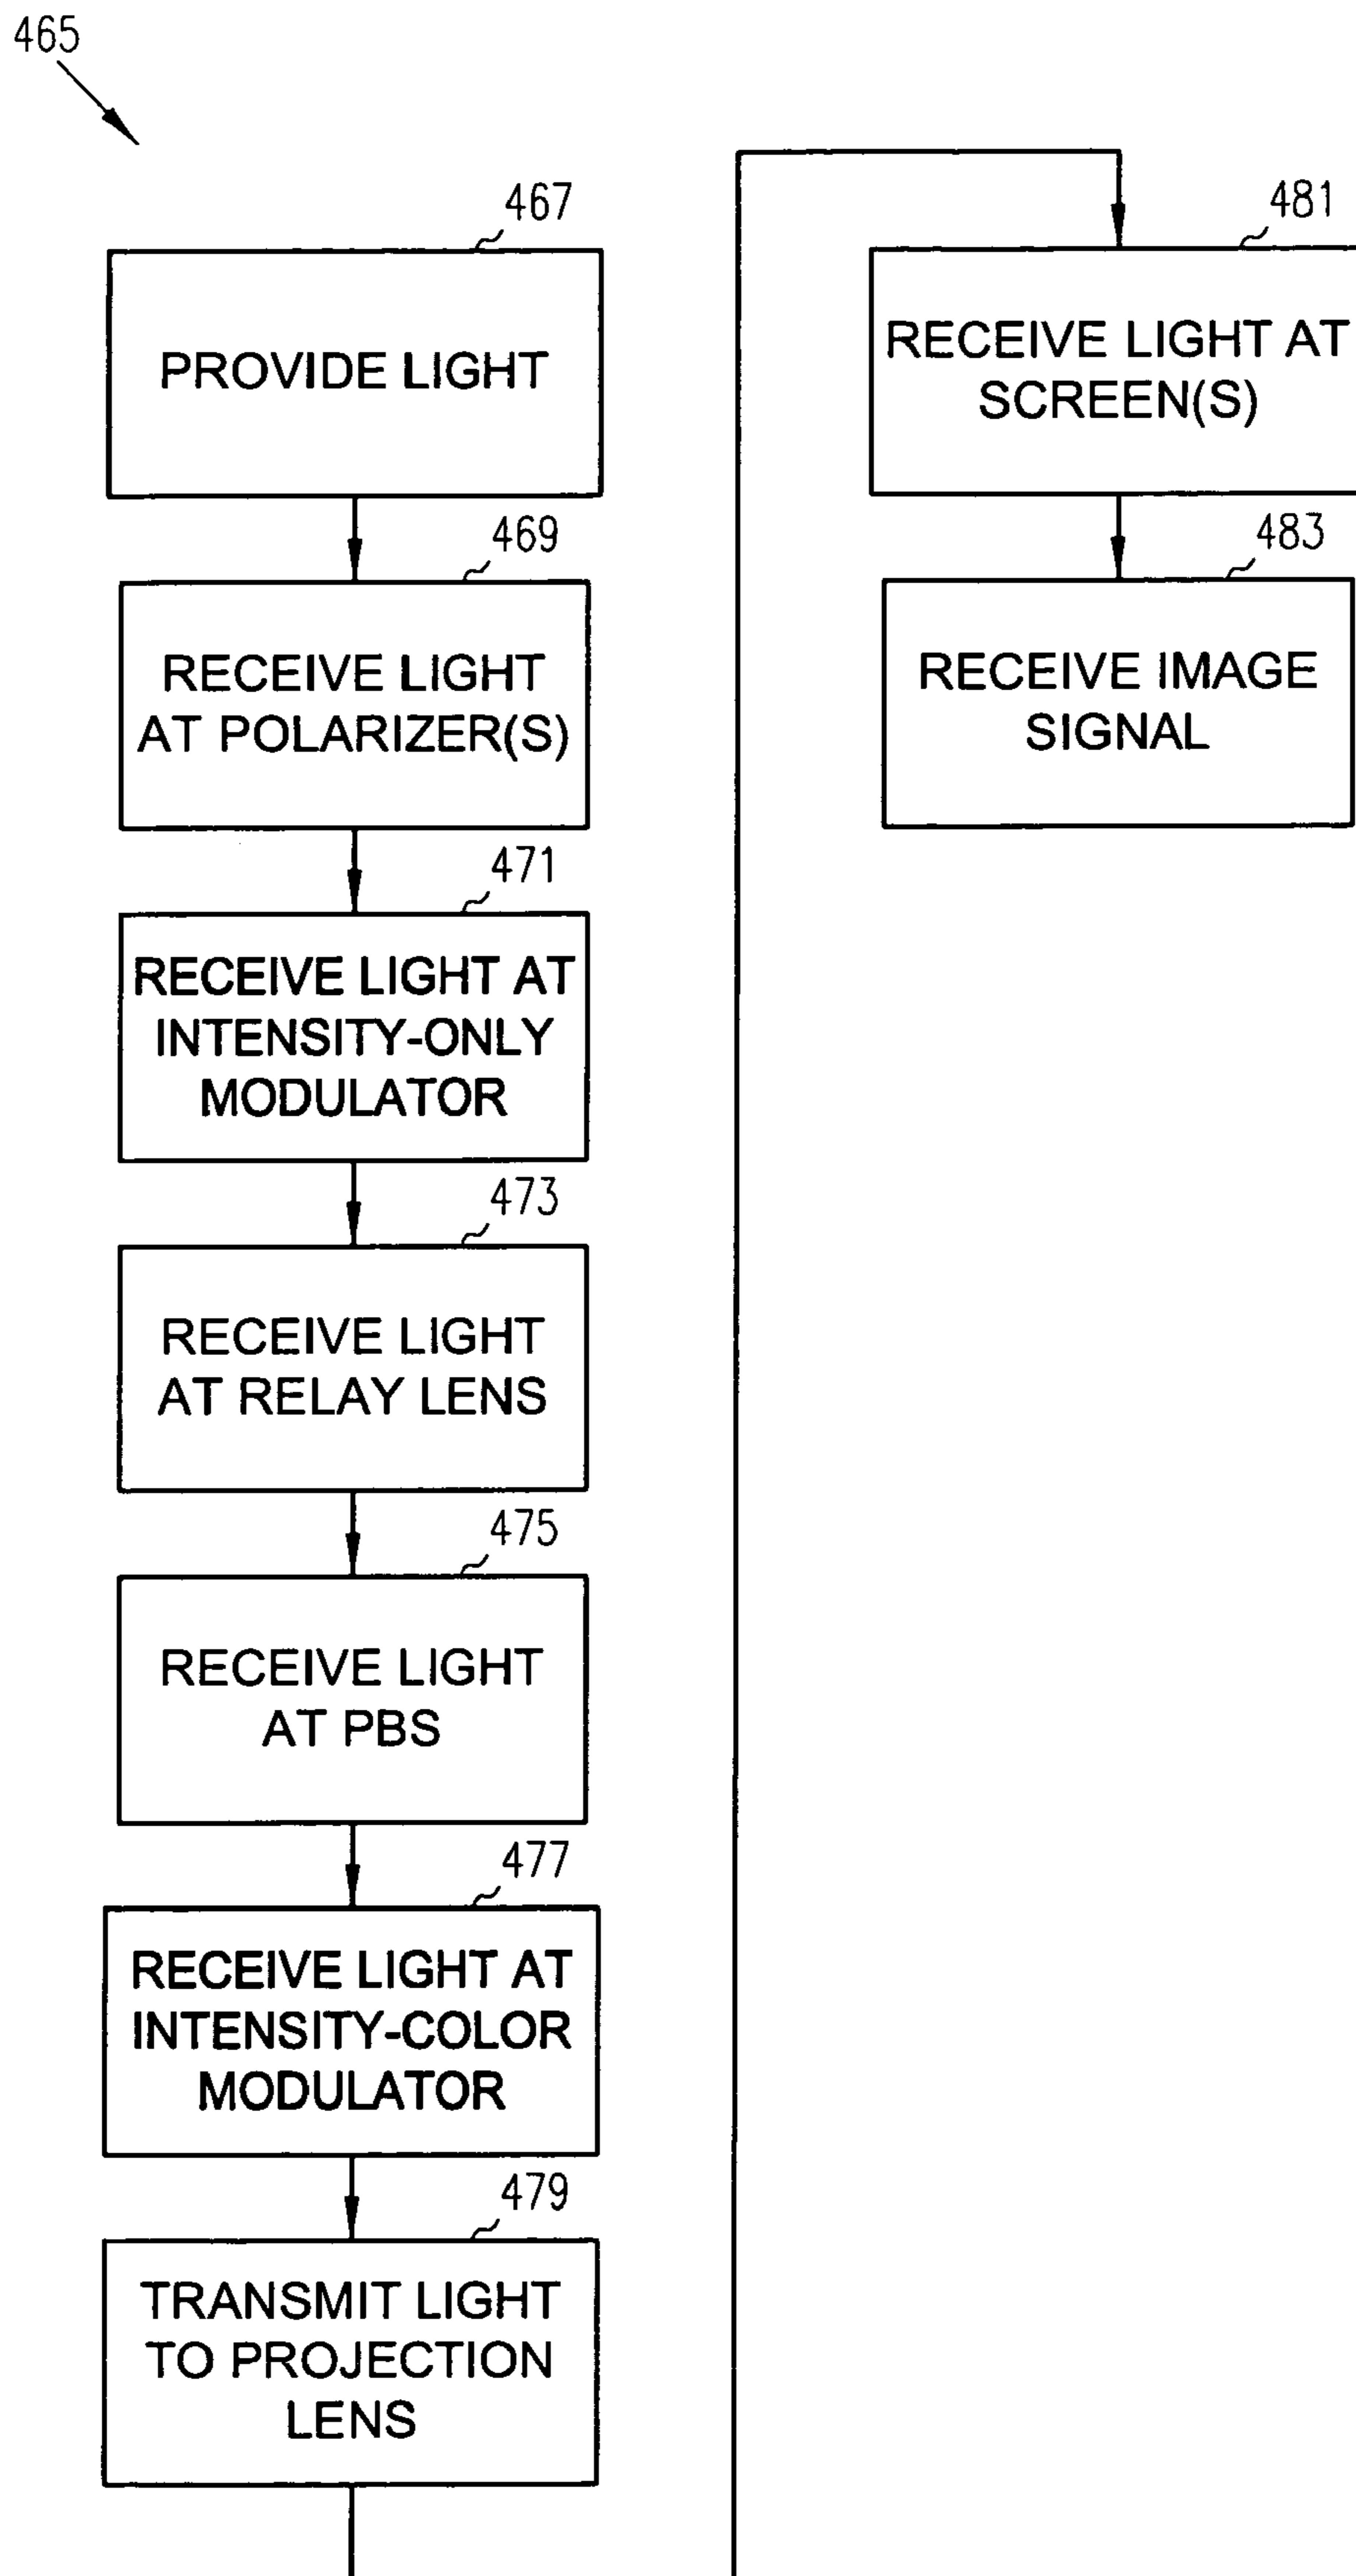 465
467
PROVIDE LIGHT
469
RECEIVE LIGHT
AT POLARIZER(S)
471
RECEIVE LIGHT AT
INTENSITY-ONLY
MODULATOR
473
RECEIVE LIGHT
AT RELAY LENS
475
RECEIVE LIGHT
AT PBS
477
RECEIVE LIGHT AT
INTENSITY-COLOR
MODULATOR
479
TRANSMIT LIGHT
TO PROJECTION
LENS
481
RECEIVE LIGHT AT
SCREEN(S)
483
RECEIVE IMAGE
SIGNAL